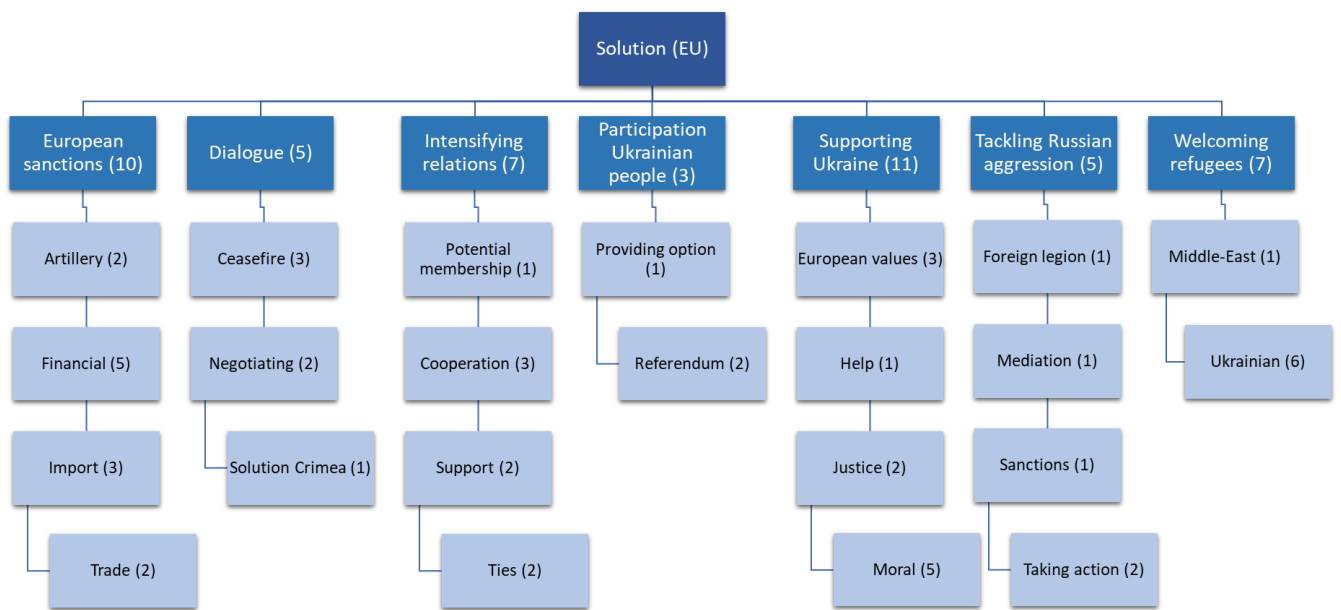 Solution (EU)
European
sanctions (10)
Dialogue (5)
Intensifying
relations (7)
Participation
Ukrainian
people (3)
Supporting
Ukraine (11)
Tackling Russian
aggression (5)
Welcoming
refugees (7)
Artillery (2)
Ceasefire (3)
Potential
membership (1)
Providing option
(1)
European values (3)
Foreign legion (1)
Middle-East (1)
Financial (5)
Negotiating (2)
Cooperation (3)
Referendum (2)
Help (1)
Mediation (1)
Ukrainian (6)
Import (3)
Solution Crimea (1)
Support (2)
Justice (2)
Sanctions (1)
Trade (2)
Ties (2)
Moral (5)
Taking action (2)